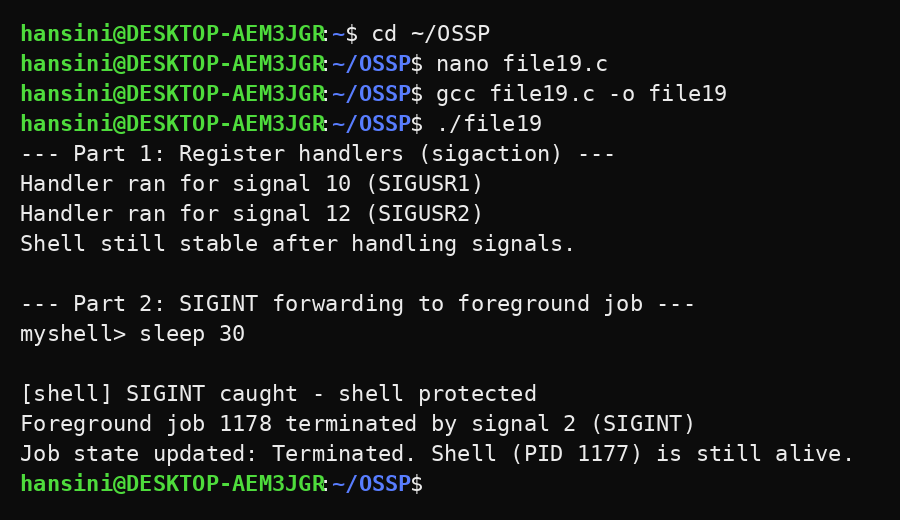 hansini@DESKTOP-AEM3JGR:~$ cd ~/OSSP
hansini@DESKTOP-AEM3JGR:~/OSSP$ nano file19.c
hansini@DESKTOP-AEM3JGR:~/OSSP$ gcc file19.c -o file19
hansini@DESKTOP-AEM3JGR:~/OSSP$ ./file19
--- Part 1: Register handlers (sigaction) ---
Handler ran for signal 10 (SIGUSR1)
Handler ran for signal 12 (SIGUSR2)
Shell still stable after handling signals.

--- Part 2: SIGINT forwarding to foreground job ---
myshell> sleep 30

[shell] SIGINT caught - shell protected
Foreground job 1178 terminated by signal 2 (SIGINT)
Job state updated: Terminated. Shell (PID 1177) is still alive.
hansini@DESKTOP-AEM3JGR:~/OSSP$